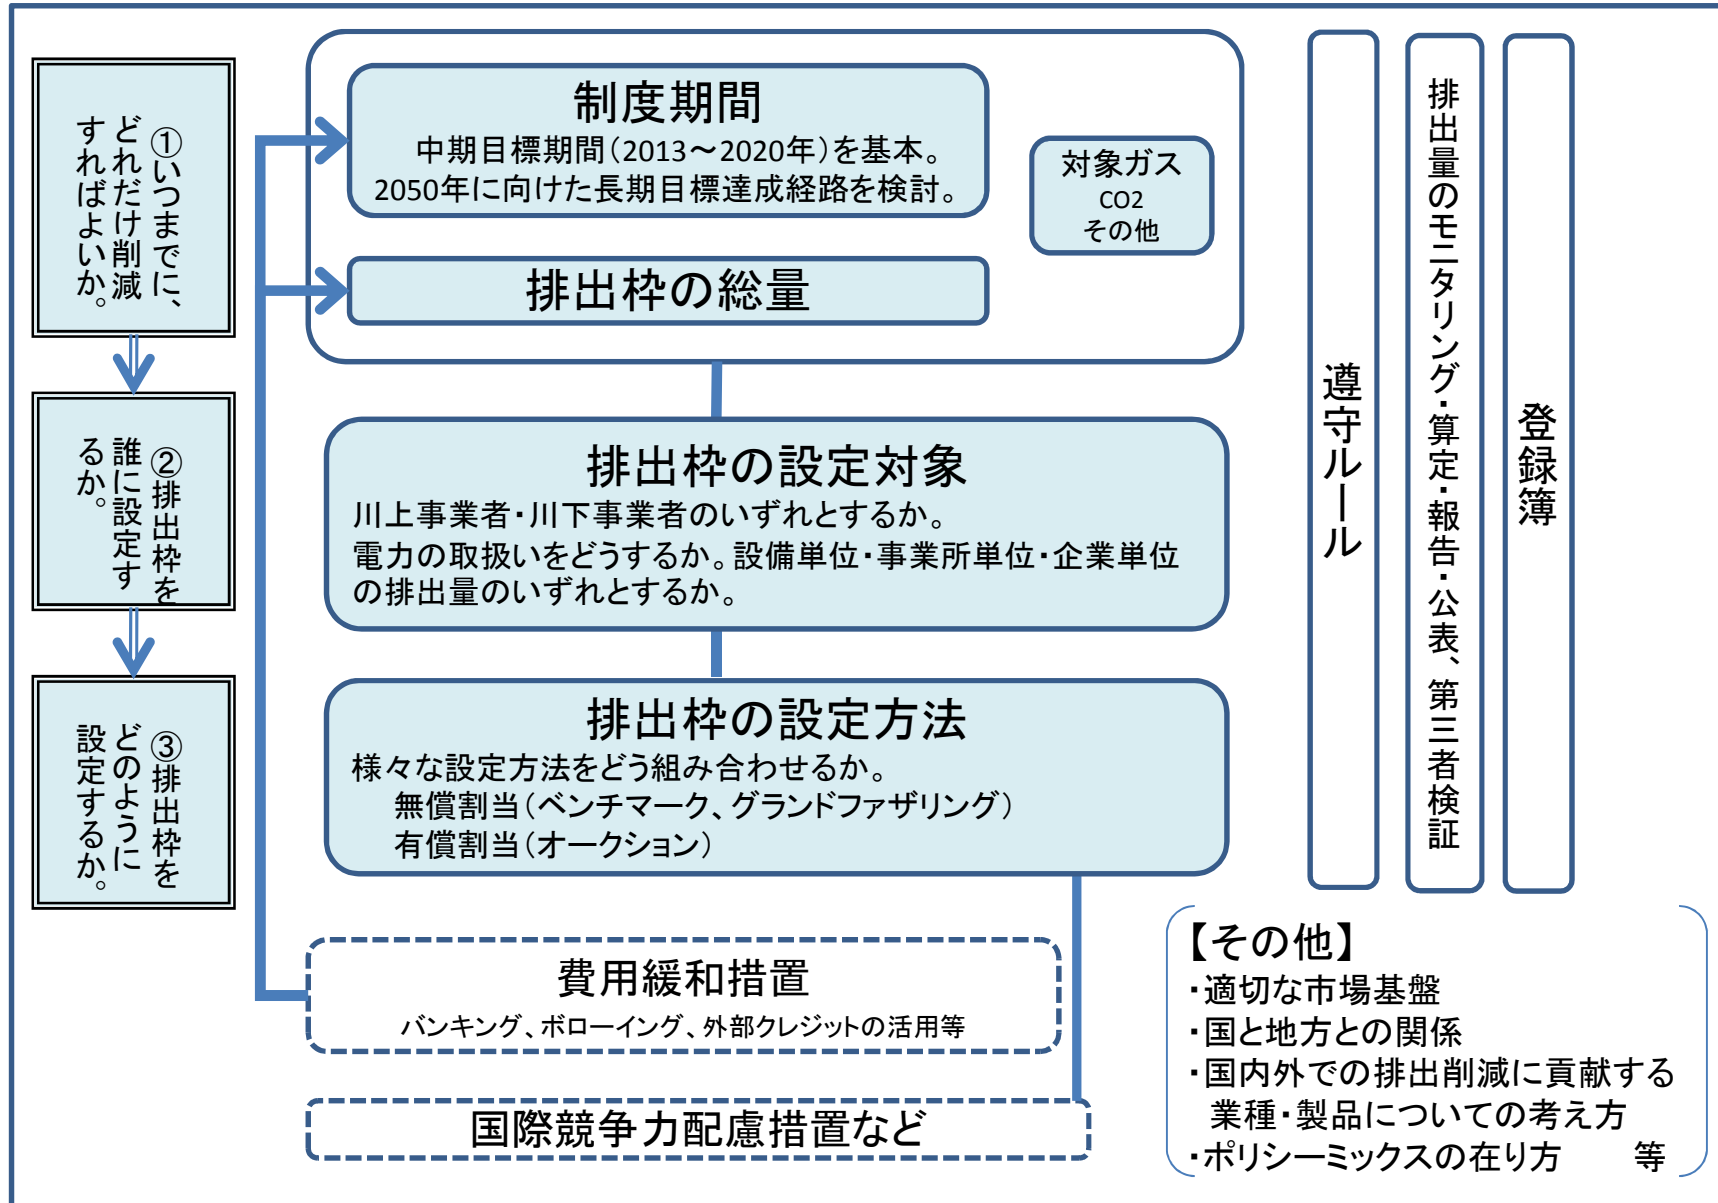 ①いつまでに、
どれだけ削減
すればよいか。
②排出枠を
誰に設定す
るか。
③排出枠を
どのように
設定するか。
制度期間
中期目標期間(2013～2020年)を基本。
2050年に向けた長期目標達成経路を検討。
対象ガス
CO2
その他
排出枠の総量
排出枠の設定対象
川上事業者・川下事業者のいずれとするか。
電力の取扱いをどうするか。設備単位・事業所単位・企業単位
の排出量のいずれとするか。
排出枠の設定方法
様々な設定方法をどう組み合わせるか。
無償割当(ベンチマーク、グランドファザリング)
有償割当(オークション)
費用緩和措置
バンキング、ボローイング、外部クレジットの活用等
国際競争力配慮措置など
遵守ルール
排出量のモニタリング・算定・報告・公表、第三者検証
登録簿
【その他】
・適切な市場基盤
・国と地方との関係
・国内外での排出削減に貢献する
業種・製品についての考え方
・ポリシーミックスの在り方　等